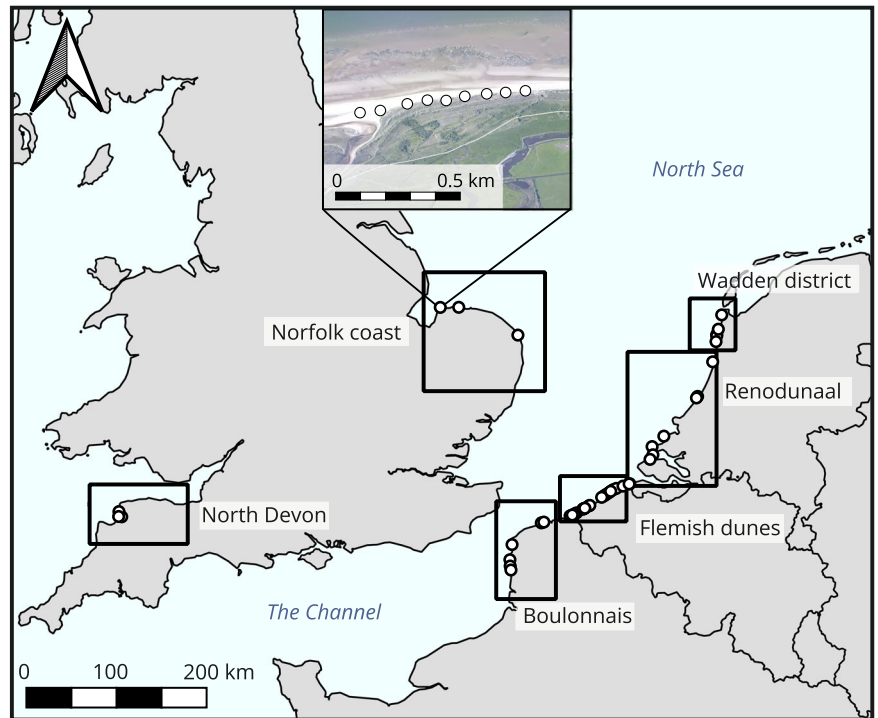 0 0.5 km
North Sea
Wadden district
Norfolk coast
Renodunaal
North Devon
Flemish dunes
The Channel
Boulonnais
0 100 200 km